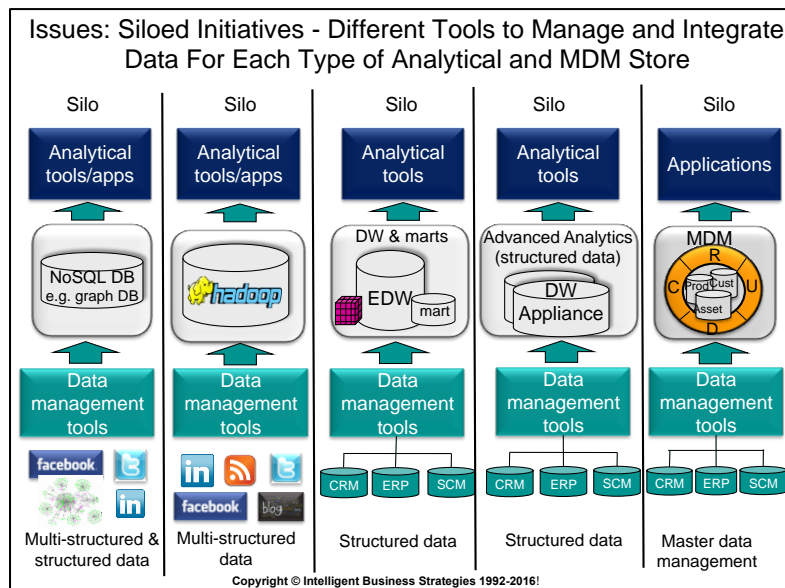 Issues: Siloed Initiatives - Different Tools to Manage and Integrate
Data For Each Type of Analytical and MDM Store
Silo
Analytical
tools/apps
NoSQL DB
e.g. graph DB
Data
management
tools
facebook
in
Multi-structured &
structured data
Silo
Analytical
tools/apps
hadoop
Data
management
tools
in
facebook
blog
Multi-structured
data
Silo
Analytical
tools
DW & marts
EDW
mart
Data
management
tools
CRM ERP SCM
Structured data
Silo
Analytical
tools
Advanced Analytics
(structured data)
DW
Appliance
Data
management
tools
CRM ERP SCM
Structured data
Silo
Applications
MDM
R
C
U
D
Prod
Cust
Asset
Data
management
tools
CRM ERP SCM
Master data
management
Copyright © Intelligent Business Strategies 1992-2016!